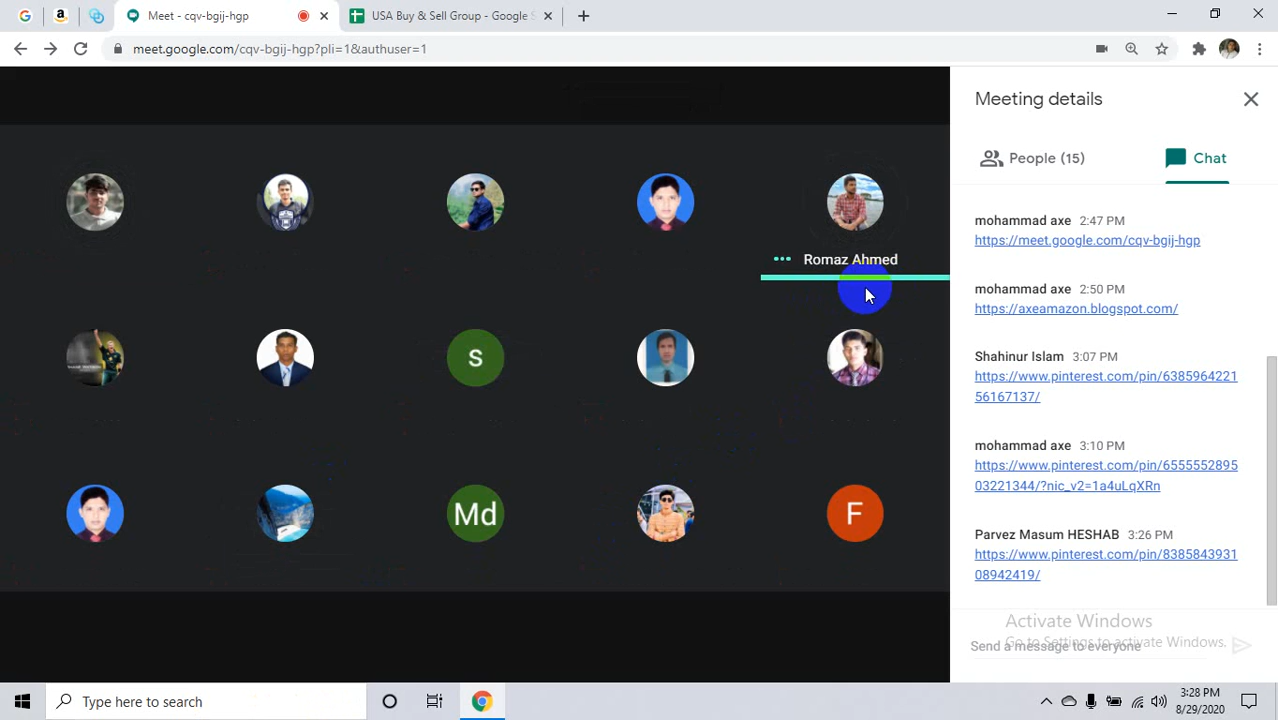 Meet - cqv-bgij-hgp
USA Buy & Sell Group - Google S
meet.google.com/cqv-bgij-hgp?pli=1&authuser=1
Meeting details
People (15)
Chat
Romaz Ahmed
s
Md
F
mohammad axe 2:47 PM
https://meet.google.com/cqv-bgij-hgp
mohammad axe 2:50 PM
https://axeamazon.blogspot.com/
Shahinur Islam 3:07 PM
https://www.pinterest.com/pin/6385964221
56167137/
mohammad axe 3:10 PM
https://www.pinterest.com/pin/6555552895
03221344/?nic_v2=1a4uLqXRn
Parvez Masum HESHAB 3:26 PM
https://www.pinterest.com/pin/8385843931
08942419/
Activate Windows
Go to Settings to activate Windows.
Send a message to everyone
Type here to search
3:28 PM
8/29/2020